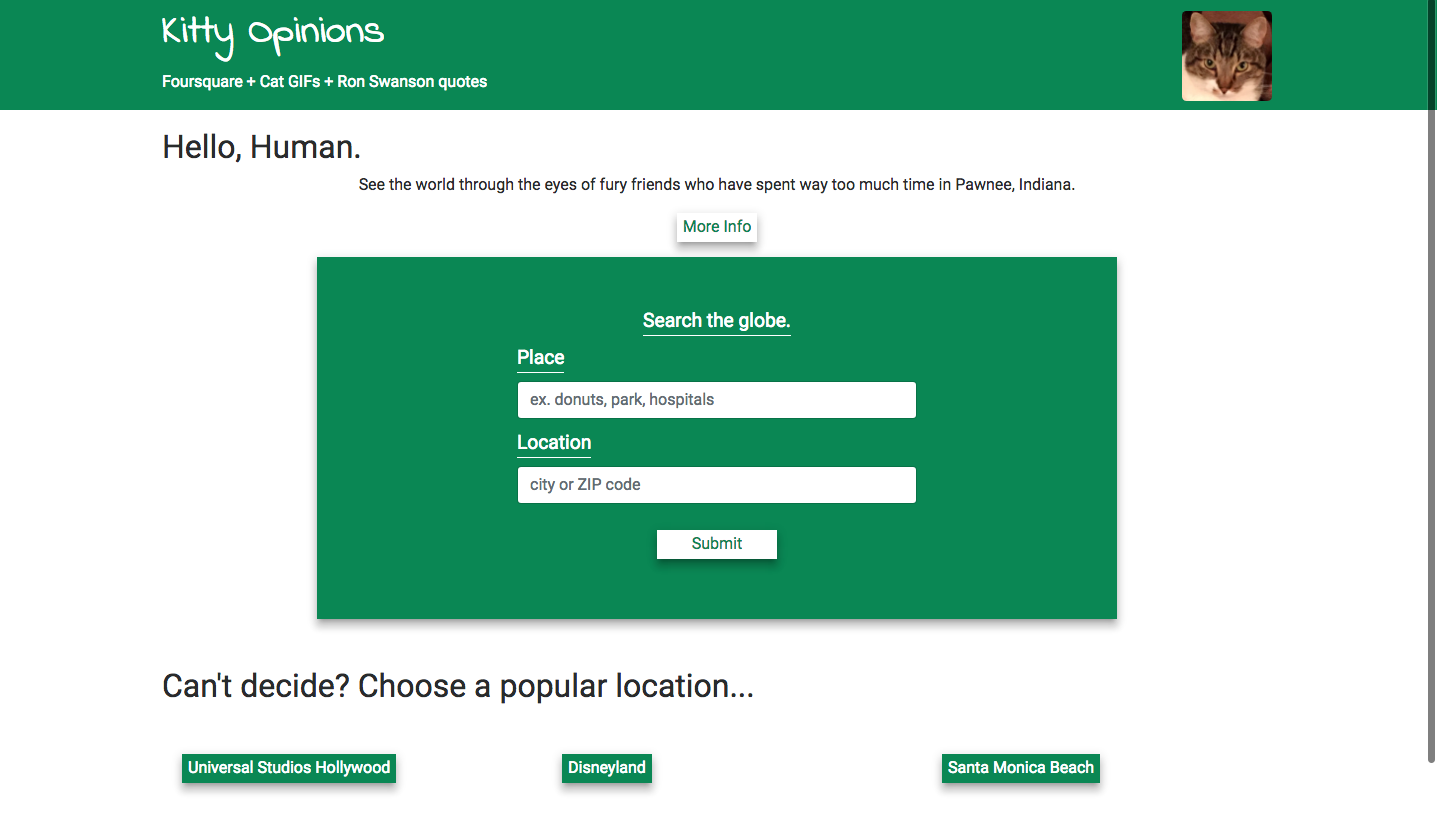 Kitty Opinions
Foursquare + Cat GIFs + Ron Swanson quotes
Hello, Human.
See the world through the eyes of fury friends who have spent way too much time in Pawnee, Indiana.
More Info
Search the globe.
Place
ex. donuts, park, hospitals
Location
city or ZIP code
Submit
Can't decide? Choose a popular location...
Universal Studios Hollywood
Disneyland
Santa Monica Beach